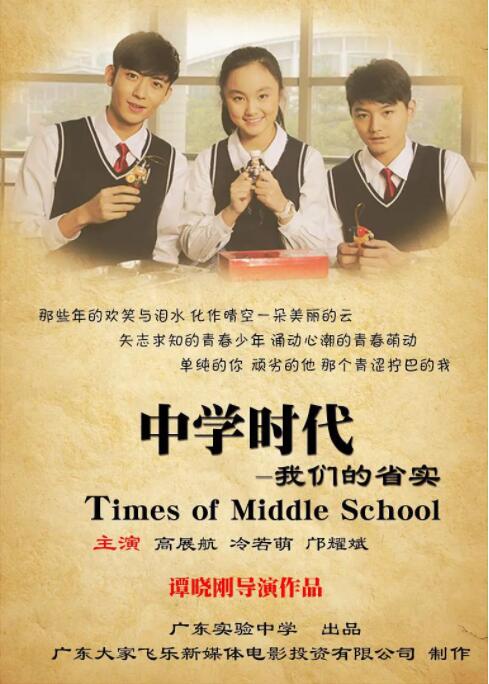 那些年的欢笑与泪水 化作晴空一朵美丽的云
矢志求知的青春少年 涌动心潮的青春萌动
单纯的你 顽劣的他 那个青涩拧巴的我
中学时代
—我们的省实
Times of Middle School
主演 高展航 冷若萌 邝耀斌
谭晓刚导演作品
广东实验中学 出品
广东大家飞乐新媒体电影投资有限公司 制作